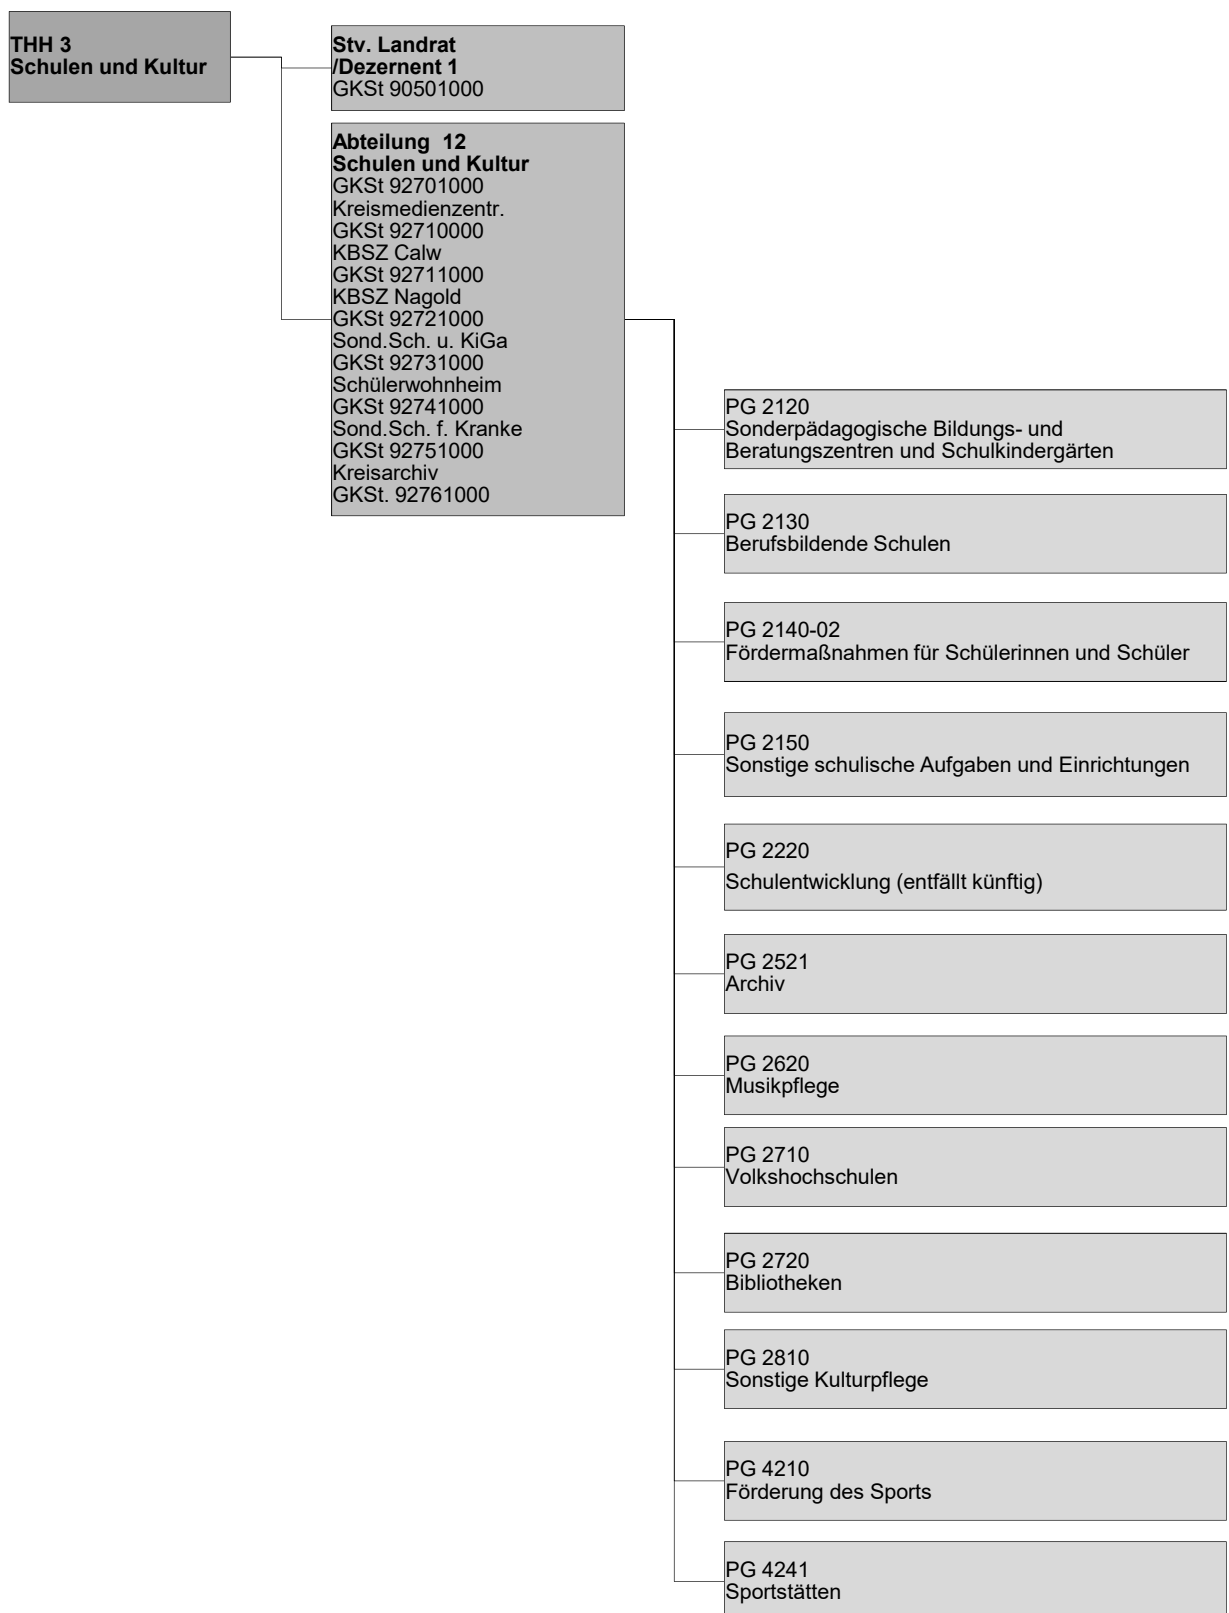 THH 3
Schulen und Kultur
Stv. Landrat
/Dezernent 1
GKSt 90501000
Abteilung  12
Schulen und Kultur
GKSt 92701000
Kreismedienzentr.
GKSt 92710000
KBSZ Calw
GKSt 92711000
KBSZ Nagold
GKSt 92721000
Sond.Sch. u. KiGa
GKSt 92731000
Schülerwohnheim
GKSt 92741000
Sond.Sch. f. Kranke
GKSt 92751000
Kreisarchiv
GKSt. 92761000
PG 2120
Sonderpädagogische Bildungs- und
Beratungszentren und Schulkindergärten
PG 2130
Berufsbildende Schulen
PG 2140-02
Fördermaßnahmen für Schülerinnen und Schüler
PG 2150
Sonstige schulische Aufgaben und Einrichtungen
PG 2220
Schulentwicklung (entfällt künftig)
PG 2521
Archiv
PG 2620
Musikpflege
PG 2710
Volkshochschulen
PG 2720
Bibliotheken
PG 2810
Sonstige Kulturpflege
PG 4210
Förderung des Sports
PG 4241
Sportstätten